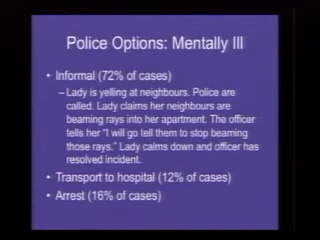 Police Options: Mentally Ill
• Informal (72% of cases)
– Lady is yelling at neighbours. Police are
called. Lady claims her neighbours are
beaming rays into her apartment. The officer
tells her “I will go tell them to stop beaming
those rays.” Lady calms down and officer has
resolved incident.
• Transport to hospital (12% of cases)
• Arrest (16% of cases)